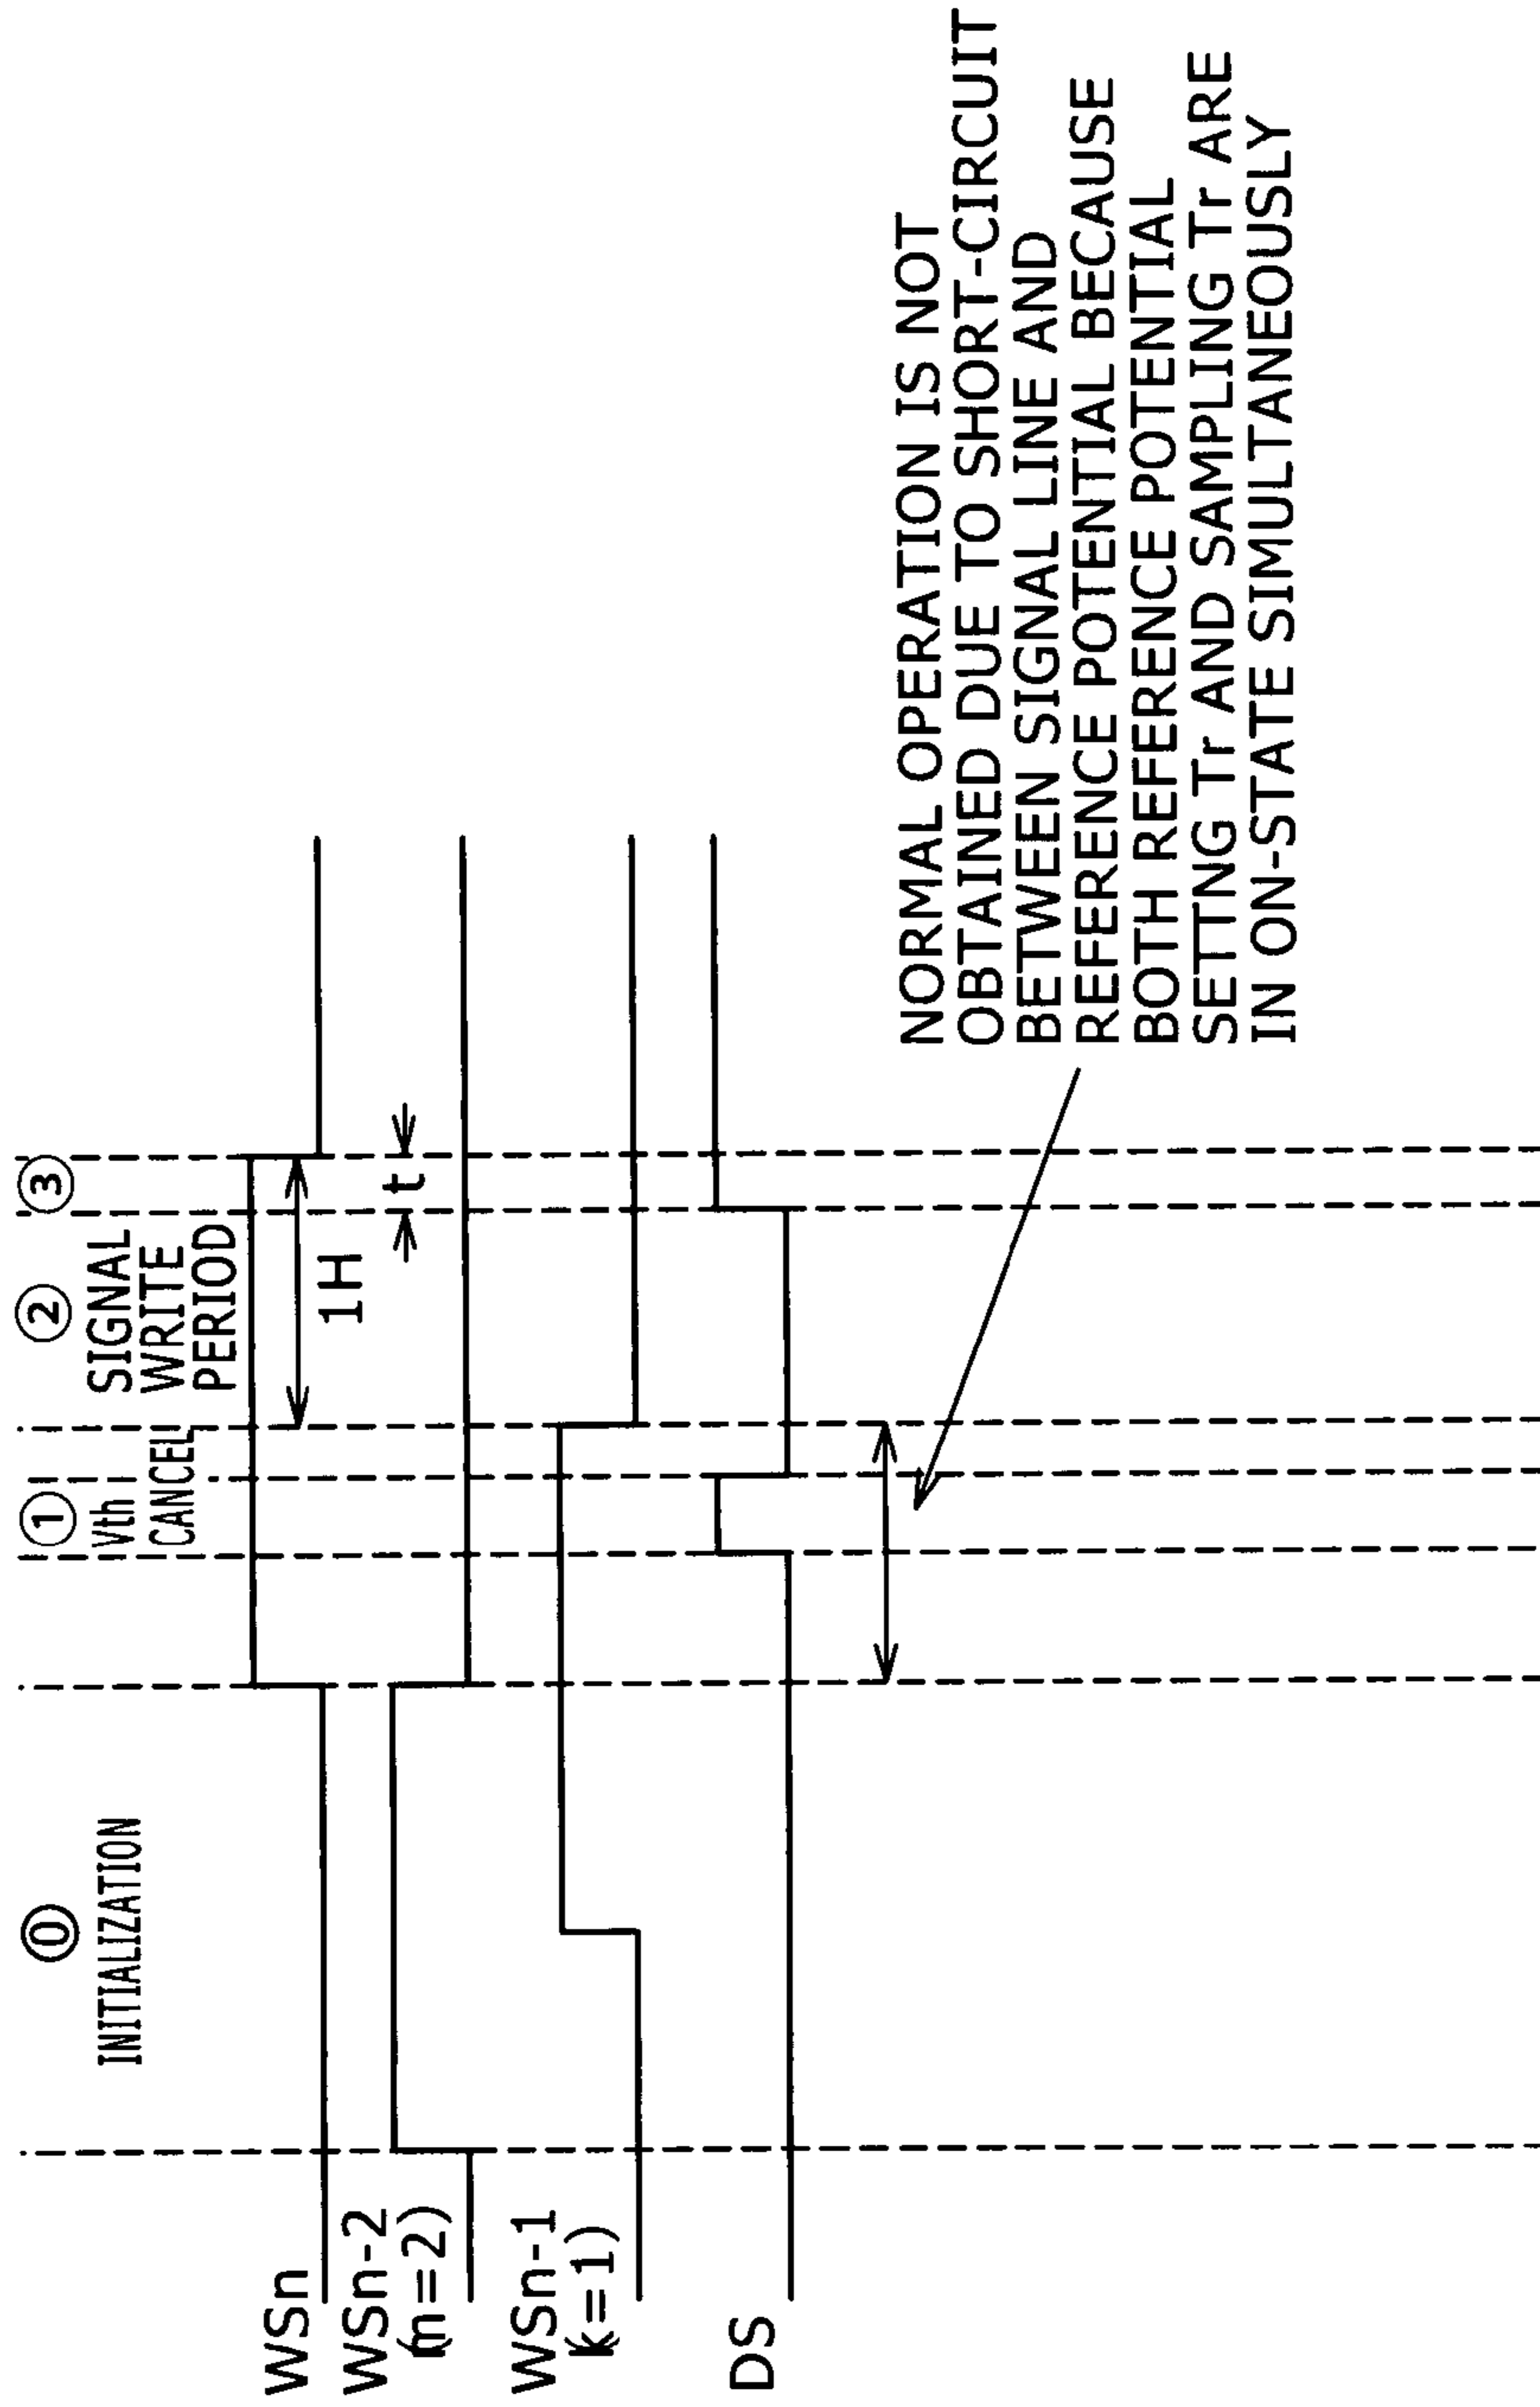 ⓪
INITIALIZATION
①
Vth
CANCEL
②
SIGNAL
WRITE
PERIOD
③
WSn
1H
WSn-2
(m=2)
t
WSn-1
(k=1)
DS
NORMAL OPERATION IS NOT
OBTAINED DUE TO SHORT-CIRCUIT
BETWEEN SIGNAL LINE AND
REFERENCE POTENTIAL BECAUSE
BOTH REFERENCE POTENTIAL
SETTNG Tr AND SAMPLING Tr ARE
IN ON-STATE SIMULTANEOUSLY